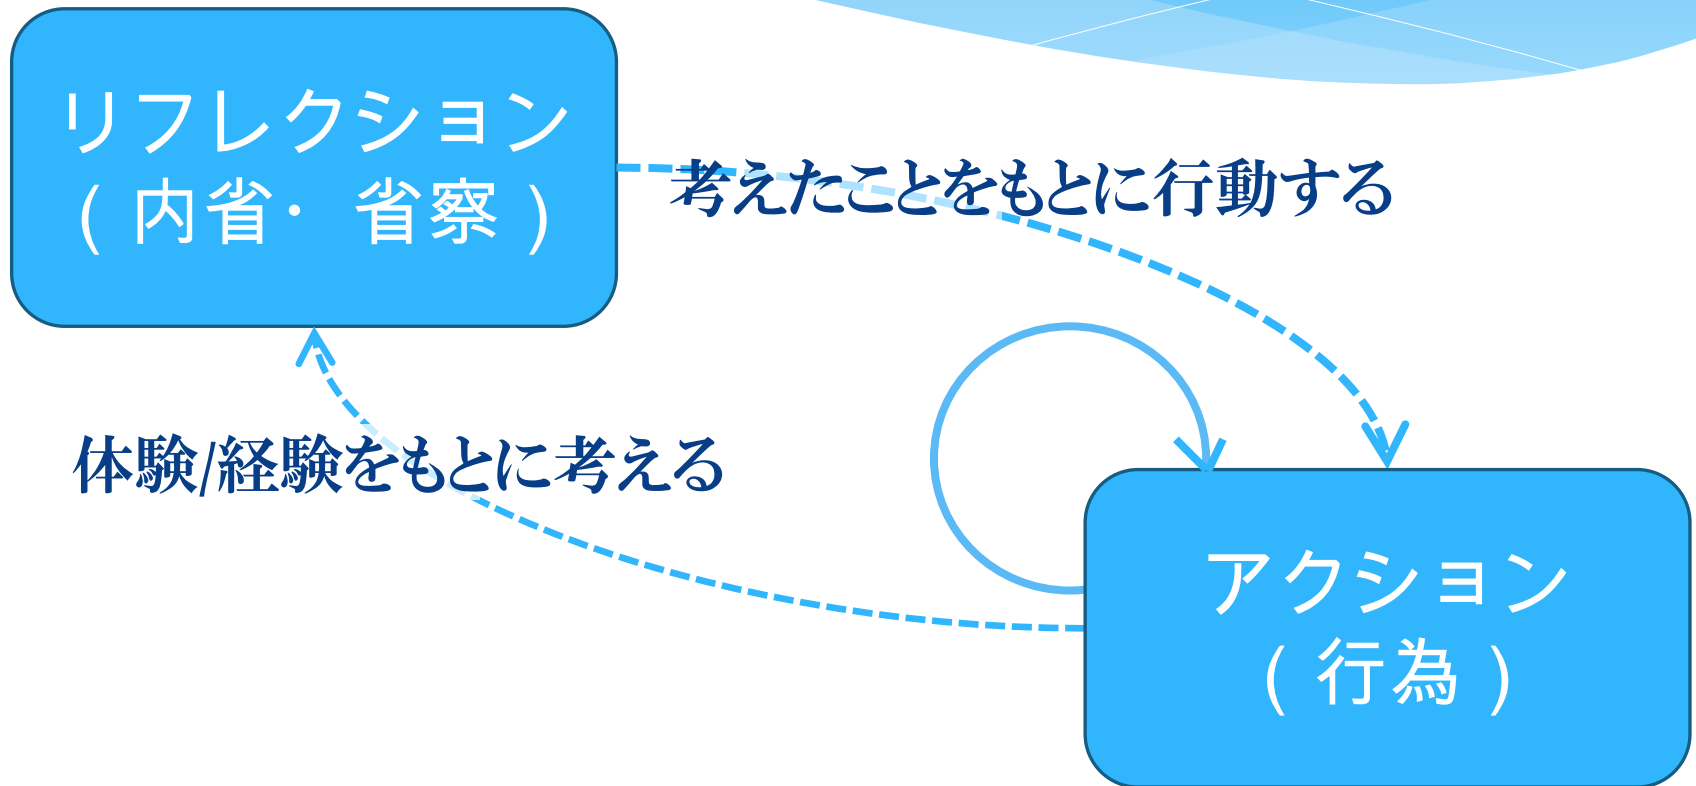 リフレクション
( 内省・ 省察 )
考えたことをもとに行動する
体験/経験をもとに考える
アクション
( 行為 )